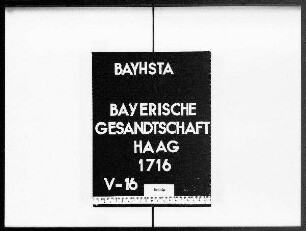 BAYHSTA
BAYERISCHE
GESANDTSCHAFT
HAAG
1716
V-16